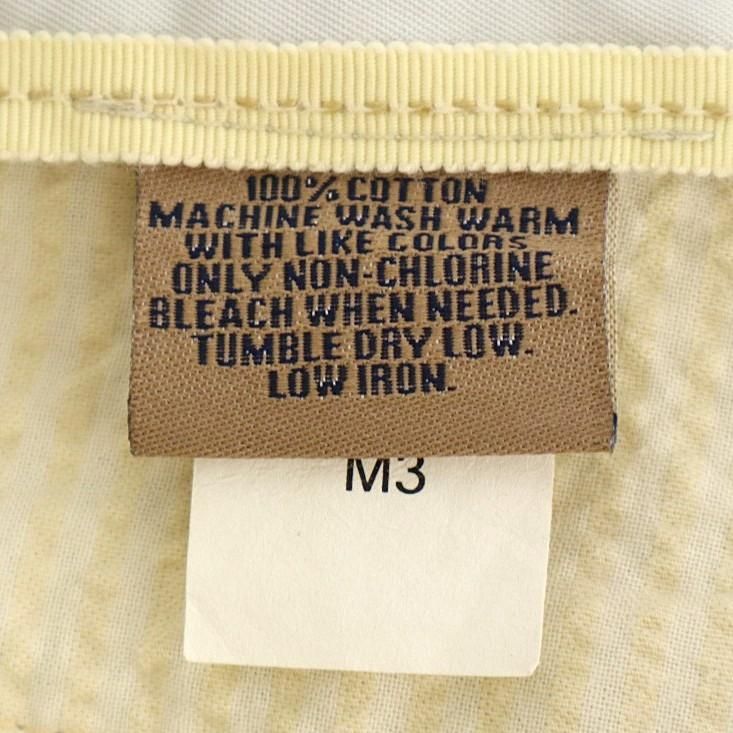 100% COTTON
MACHINE WASH WARM
WITH LIKE COLORS
ONLY NON-CHLORINE
BLEACH WHEN NEEDED.
TUMBLE DRY LOW.
LOW IRON.
M3